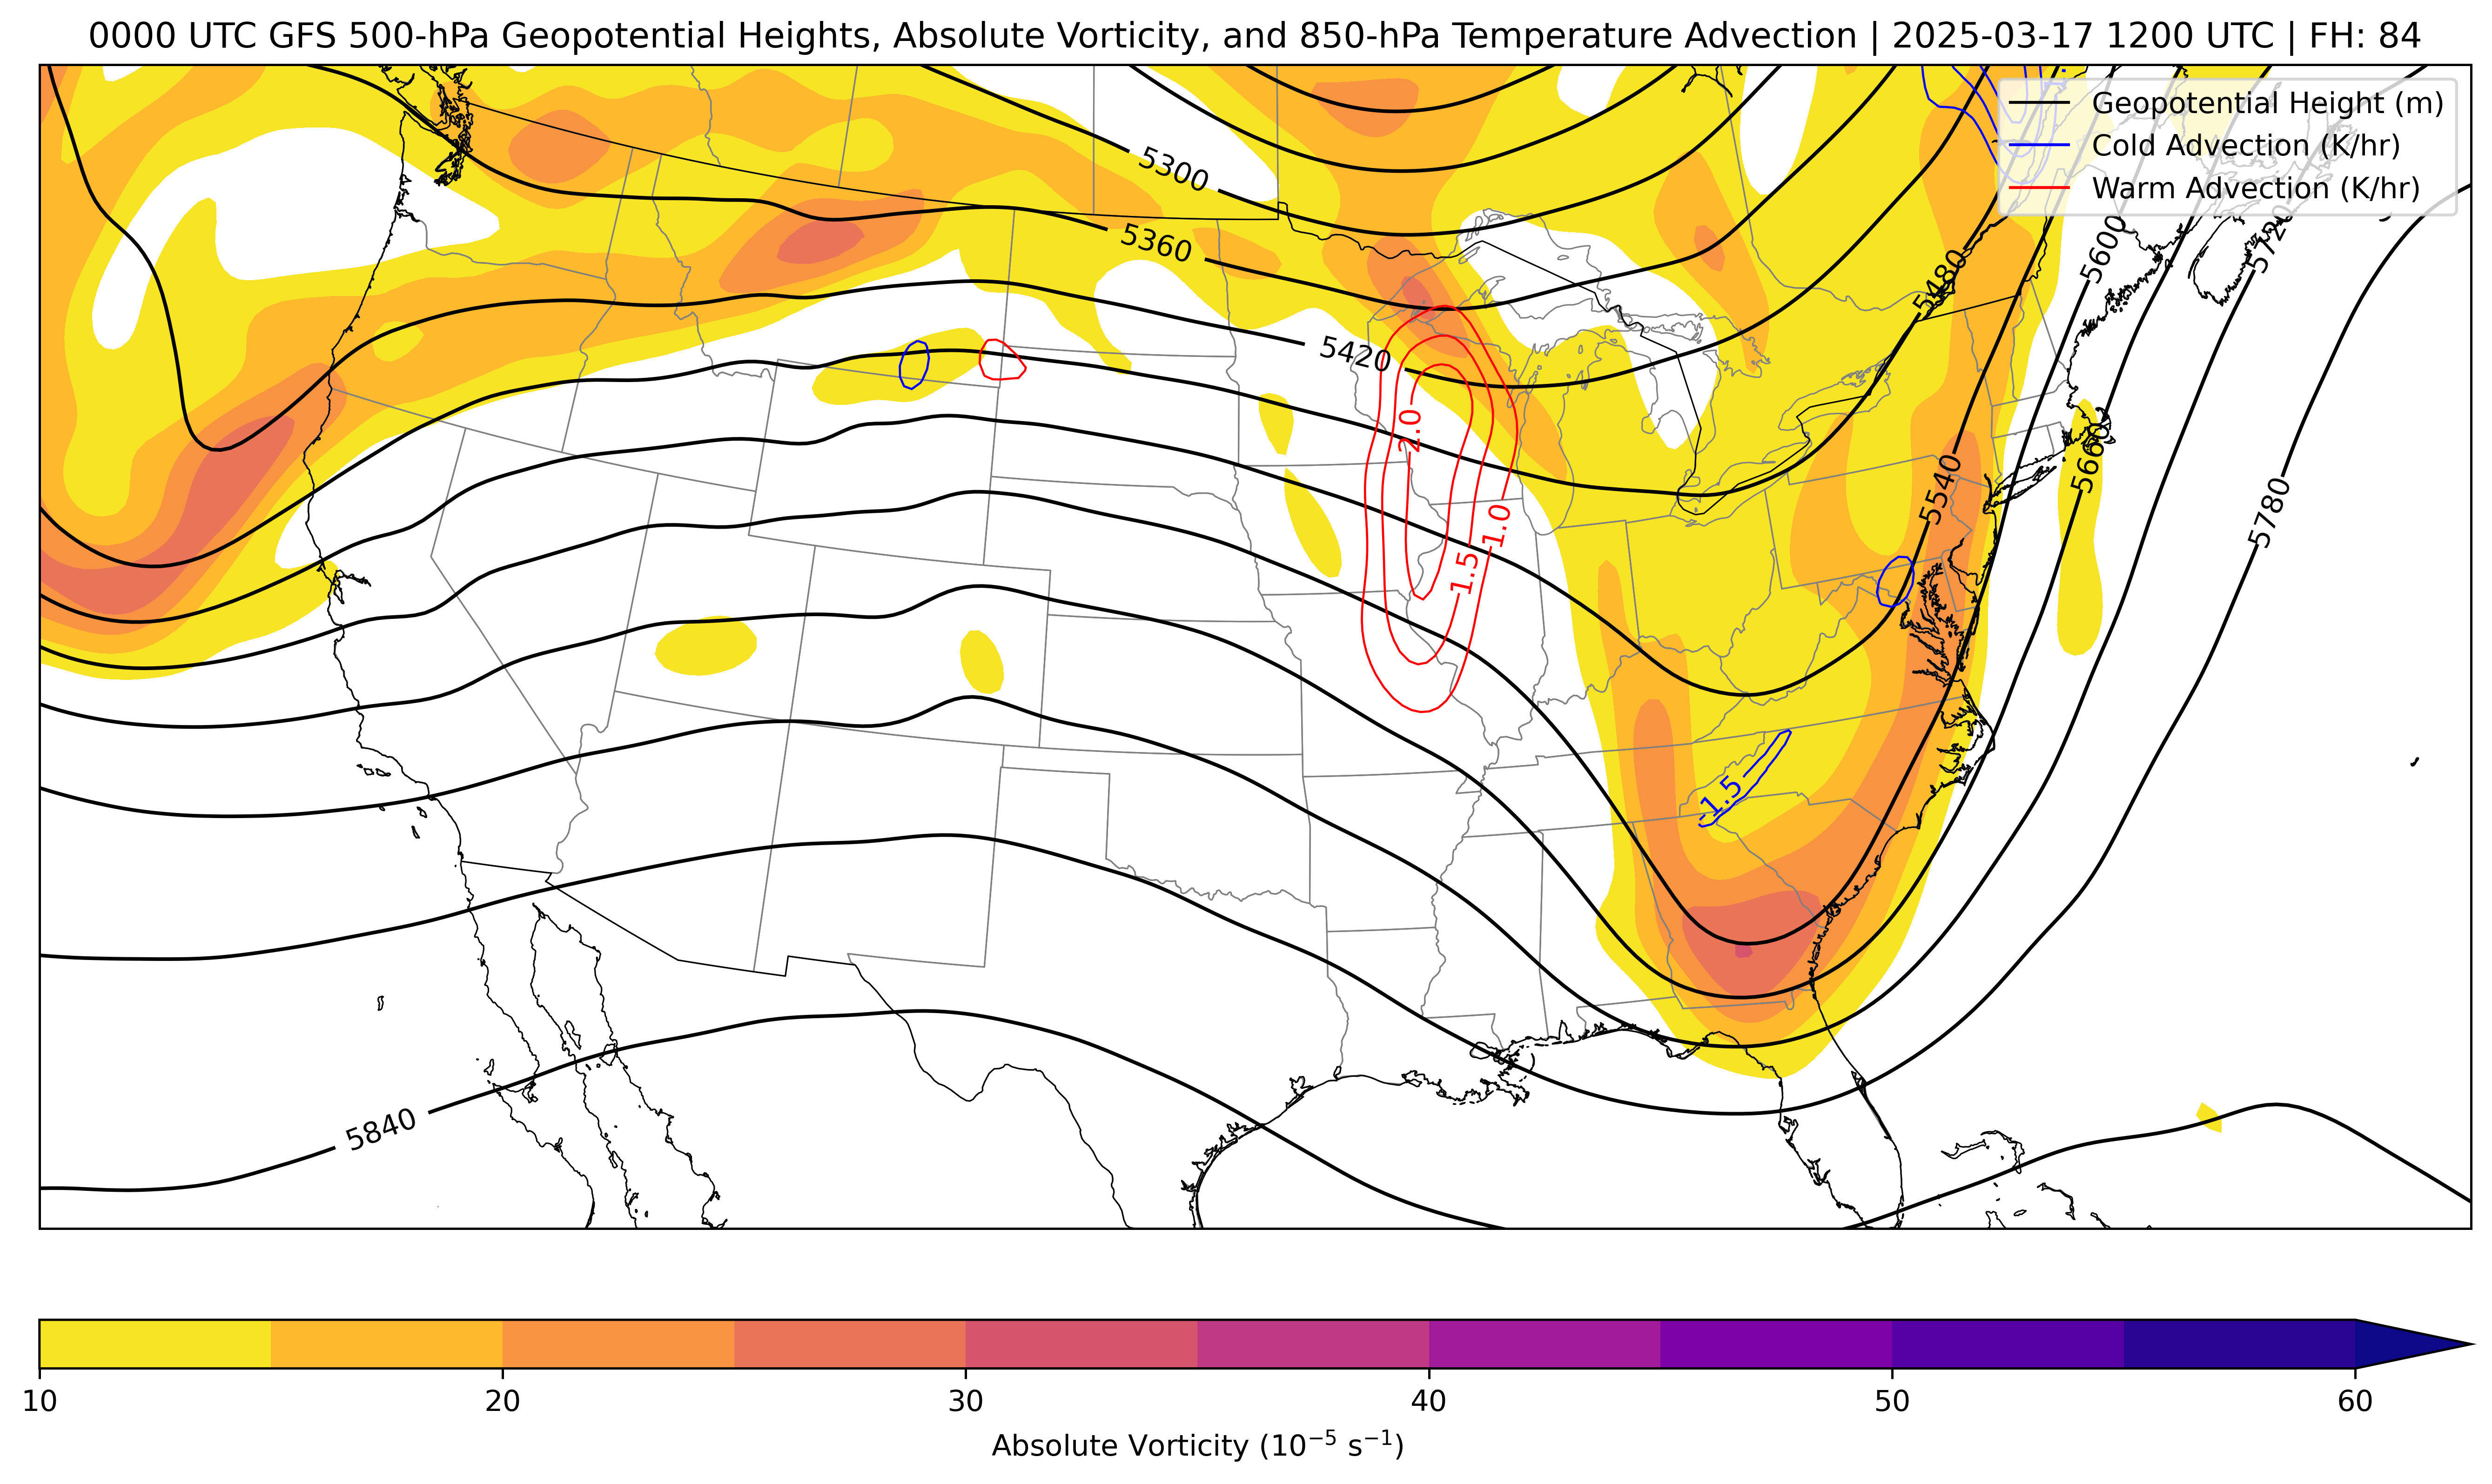 0000 UTC GFS 500-hPa Geopotential Heights, Absolute Vorticity, and 850-hPa Temperature Advection | 2025-03-17 1200 UTC | FH: 84
Geopotential Height (m)
Cold Advection (K/hr)
Warm Advection (K/hr)
5300
5360
5600
5720
5480
5420
2.0
5660
5540
5780
1.0
1.5
-1.5
5840
10 20 30 40 50 60
Absolute Vorticity (10⁻⁵ s⁻¹)